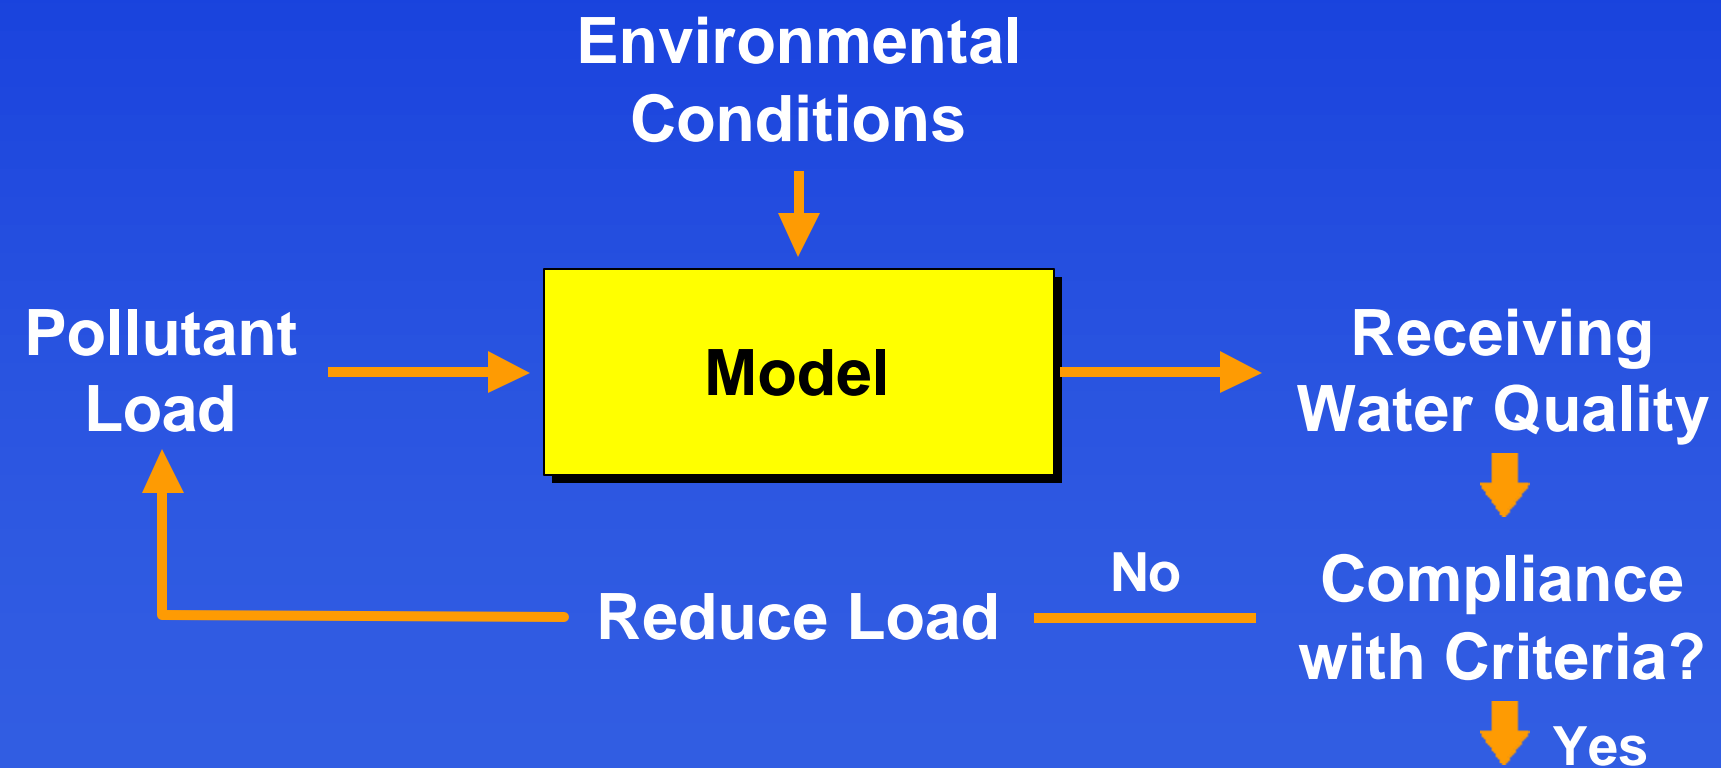 Environmental
Conditions
Pollutant
Load
Model
Receiving
Water Quality
No
Reduce Load
Compliance
with Criteria?
Yes